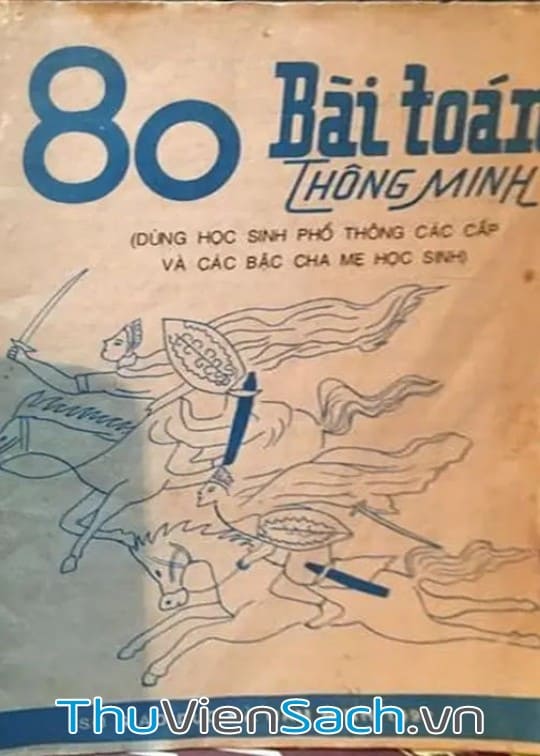 80 Bài toán
THÔNG MINH
(DÙNG HỌC SINH PHỔ THÔNG CÁC CẤP
VÀ CÁC BẬC CHA MẸ HỌC SINH)
ThuVienSach.vn